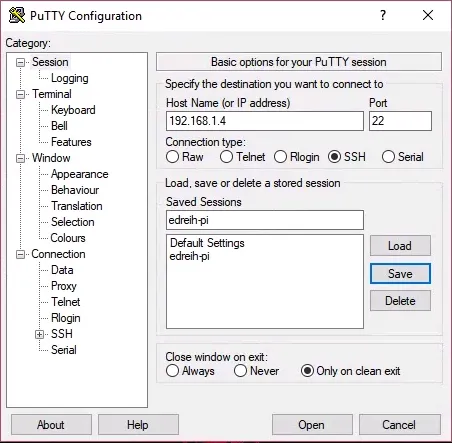 PuTTY Configuration
?
Category:
Session
Logging
Terminal
Keyboard
Bell
Features
Window
Appearance
Behaviour
Translation
Selection
Colours
Connection
Data
Proxy
Telnet
Rlogin
SSH
Serial
Basic options for your PuTTY session
Specify the destination you want to connect to
Host Name (or IP address) Port
192.168.1.4 22
Connection type:
Raw Telnet Rlogin SSH Serial
Load, save or delete a stored session
Saved Sessions
edreih-pi
Default Settings
edreih-pi
Load
Save
Delete
Close window on exit:
Always Never Only on clean exit
About Help Open Cancel